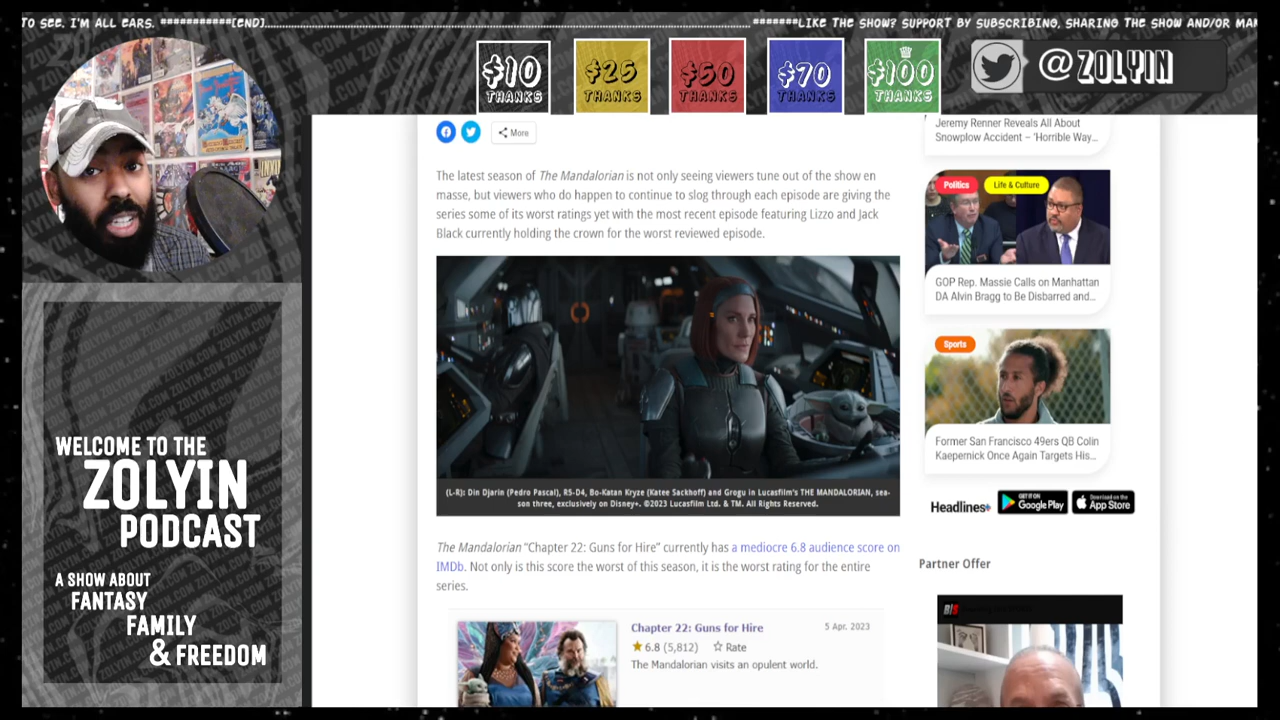 TO SEE. I'M ALL EARS. ###########[END]
#######LIKE THE SHOW? SUPPORT BY SUBSCRIBING, SHARING THE SHOW AND/OR
$10 THANKS
$25 THANKS
$50 THANKS
$70 THANKS
$100 THANKS
@ZOLYIN
WELCOME TO THE
ZOLYIN
PODCAST
A SHOW ABOUT
FANTASY
FAMILY
& FREEDOM
More
The latest season of The Mandalorian is not only seeing viewers tune out of the show en
masse, but viewers who do happen to continue to slog through each episode are giving the
series some of its worst ratings yet with the most recent episode featuring Lizzo and Jack
Black currently holding the crown for the worst reviewed episode.
(L-R): Din Djarin (Pedro Pascal), R5-D4, Bo-Katan Kryze (Katee Sackhoff) and Grogu in Lucasfilm's THE MANDALORIAN, sea-
son three, exclusively on Disney+. ©2023 Lucasfilm Ltd. & TM. All Rights Reserved.
The Mandalorian "Chapter 22: Guns for Hire" currently has a mediocre 6.8 audience score on
IMDb. Not only is this score the worst of this season, it is the worst rating for the entire
series.
Chapter 22: Guns for Hire
5 Apr. 2023
6.8 (5,812)
Rate
The Mandalorian visits an opulent world.
Jeremy Renner Reveals All About
Snowplow Accident – 'Horrible Way...
Politics
Life & Culture
GOP Rep. Massie Calls on Manhattan
DA Alvin Bragg to Be Disbarred and...
Sports
Former San Francisco 49ers QB Colin
Kaepernick Once Again Targets His...
Headlines+
GET IT ON
Google Play
Download on the
App Store
Partner Offer